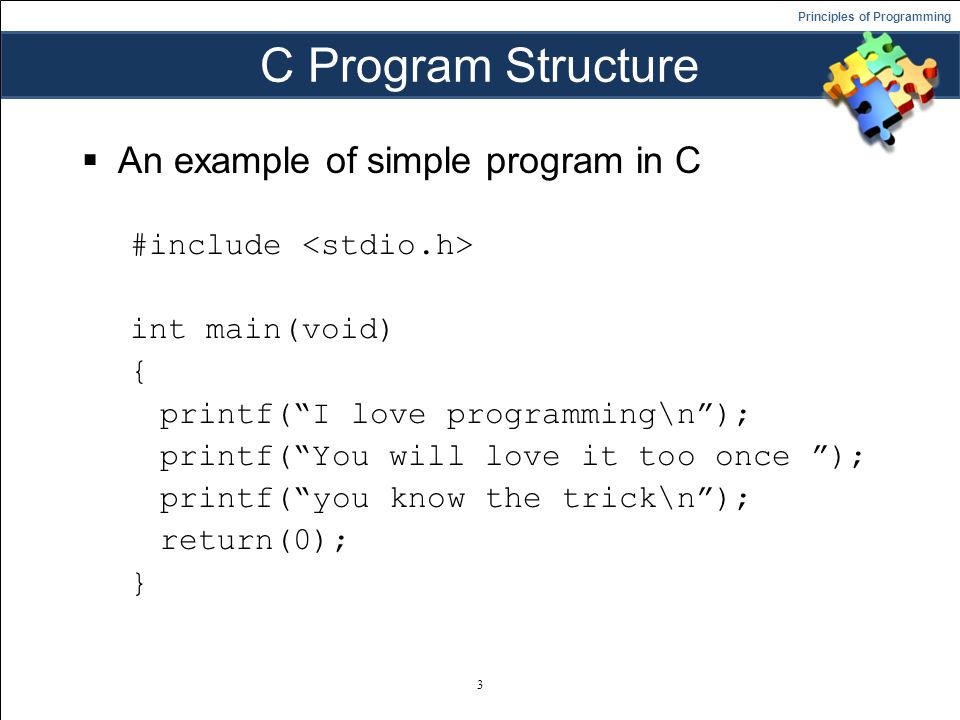 Principles of Programming
C Program Structure
▪ An example of simple program in C
#include <stdio.h>
int main(void)
{
printf(“I love programming\n”);
printf(“You will love it too once ”);
printf(“you know the trick\n”);
return(0);
}
3